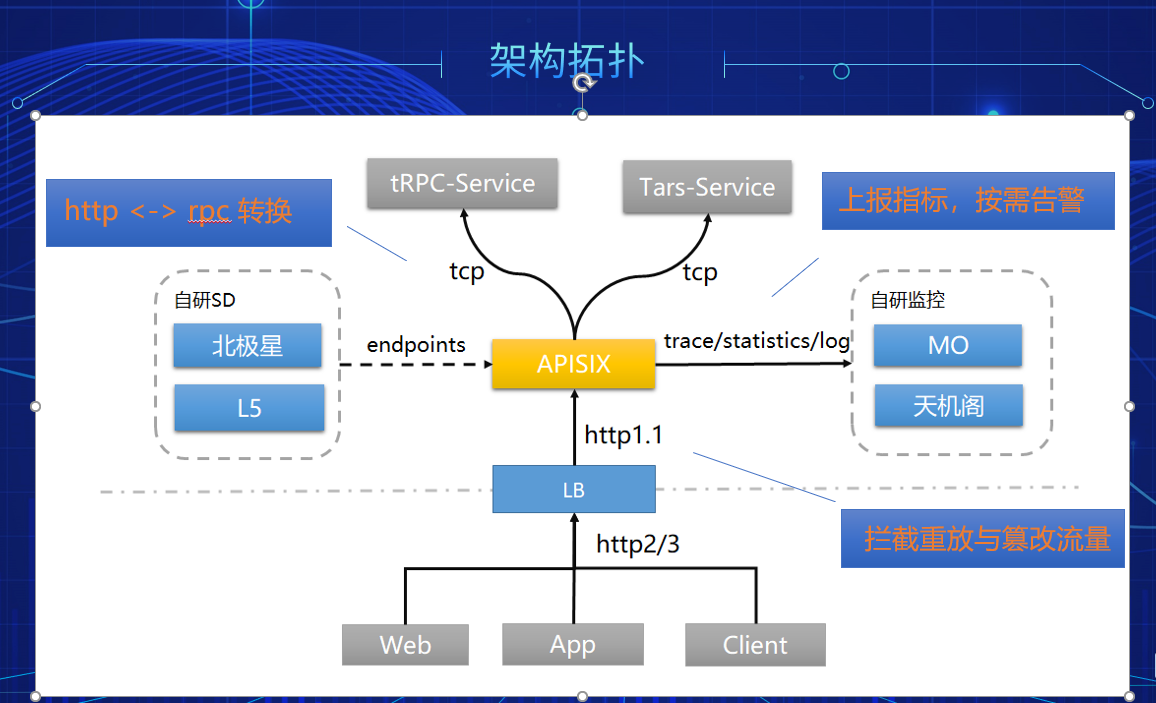 架构拓扑
tRPC-Service
Tars-Service
http <-> rpc 转换
上报指标，按需告警
tcp
tcp
自研SD
自研监控
北极星
endpoints
APISIX
trace/statistics/log
MO
L5
天机阁
http1.1
LB
拦截重放与篡改流量
http2/3
Web
App
Client